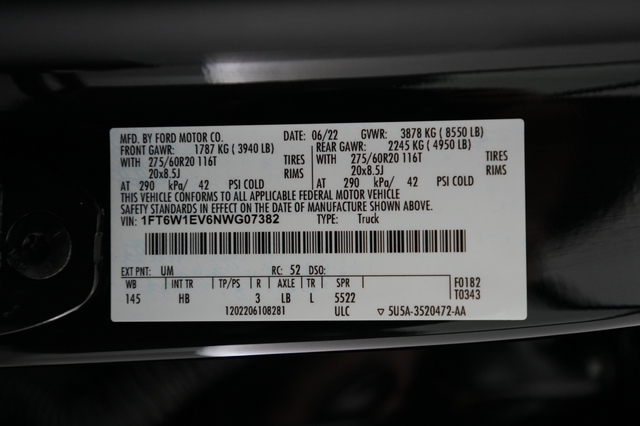 MFD. BY FORD MOTOR CO. DATE: 06/22 GVWR: 3878 KG ( 8550 LB)
FRONT GAWR: 1787 KG ( 3940 LB) REAR GAWR: 2245 KG ( 4950 LB)
WITH 275/60R20 116T TIRES WITH 275/60R20 116T TIRES
20x8.5J RIMS 20x8.5J RIMS
AT 290 kPa/ 42 PSI COLD AT 290 kPa/ 42 PSI COLD
THIS VEHICLE CONFORMS TO ALL APPLICABLE FEDERAL MOTOR VEHICLE
SAFETY STANDARDS IN EFFECT ON THE DATE OF MANUFACTURE SHOWN ABOVE.
VIN: 1FT6W1EV6NWG07382 TYPE: Truck
EXT PNT: UM RC: 52 DSO:
WB INT TR TP/PS R AXLE TR SPR F0182
145 HB 3 LB L 5522 T0343
1202206108281 ULC ▽ 5U5A-3520472-AA